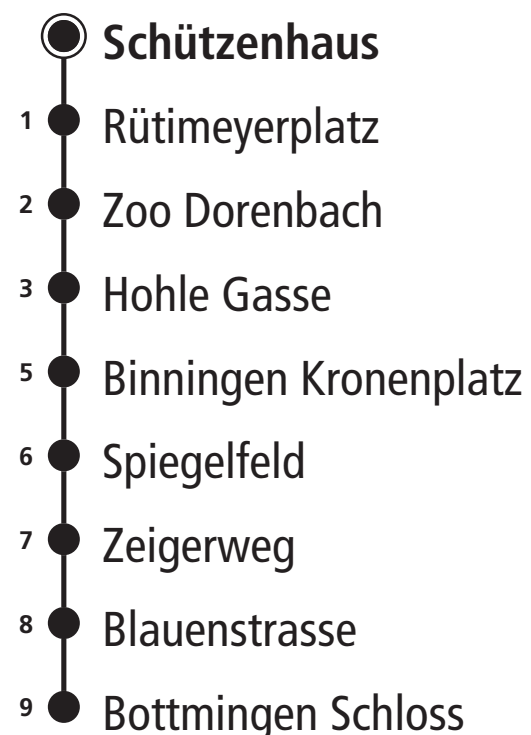 Schützenhaus
1 Rütimeyerplatz
2 Zoo Dorenbach
3 Hohle Gasse
5 Binningen Kronenplatz
6 Spiegelfeld
7 Zeigerweg
8 Blauenstrasse
9 Bottmingen Schloss